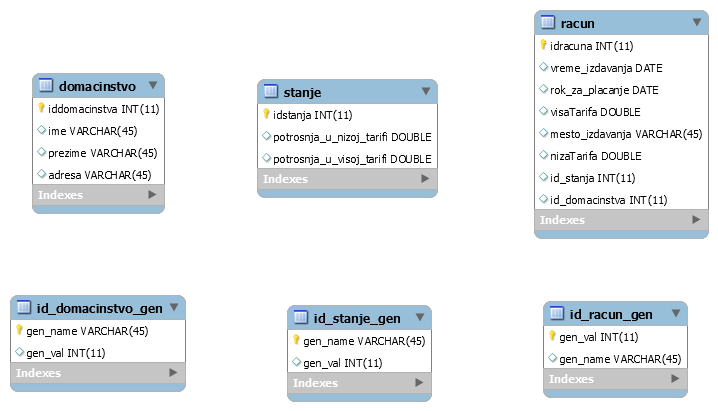 domacinstvo
iddomacinstva INT(11)
ime VARCHAR(45)
prezime VARCHAR(45)
adresa VARCHAR(45)
Indexes
stanje
idstanja INT(11)
potrosnja_u_nizoj_tarifi DOUBLE
potrosnja_u_visoj_tarifi DOUBLE
Indexes
racun
idracuna INT(11)
vreme_izdavanja DATE
rok_za_placanje DATE
visaTarifa DOUBLE
mesto_izdavanja VARCHAR(45)
nizaTarifa DOUBLE
id_stanja INT(11)
id_domacinstva INT(11)
Indexes
id_domacinstvo_gen
gen_name VARCHAR(45)
gen_val INT(11)
Indexes
id_stanje_gen
gen_name VARCHAR(45)
gen_val INT(11)
Indexes
id_racun_gen
gen_val INT(11)
gen_name VARCHAR(45)
Indexes